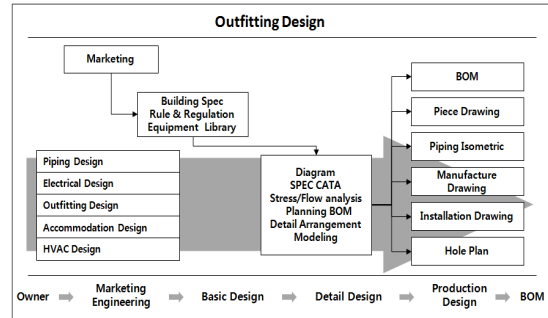 Outfitting Design
Marketing
Building Spec
Rule & Regulation
Equipment Library
Piping Design
Electrical Design
Outfitting Design
Accommodation Design
HVAC Design
Diagram
SPEC CATA
Stress/Flow analysis
Planning BOM
Detail Arrangement
Modeling
BOM
Piece Drawing
Piping Isometric
Manufacture
Drawing
Installation Drawing
Hole Plan
Owner
Marketing
Engineering
Basic Design
Detail Design
Production
Design
BOM